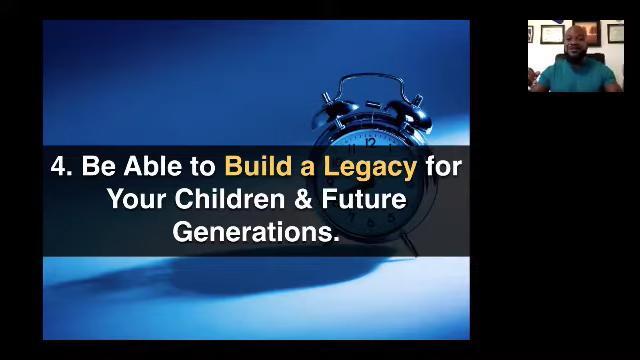 4. Be Able to Build a Legacy for
Your Children & Future
Generations.